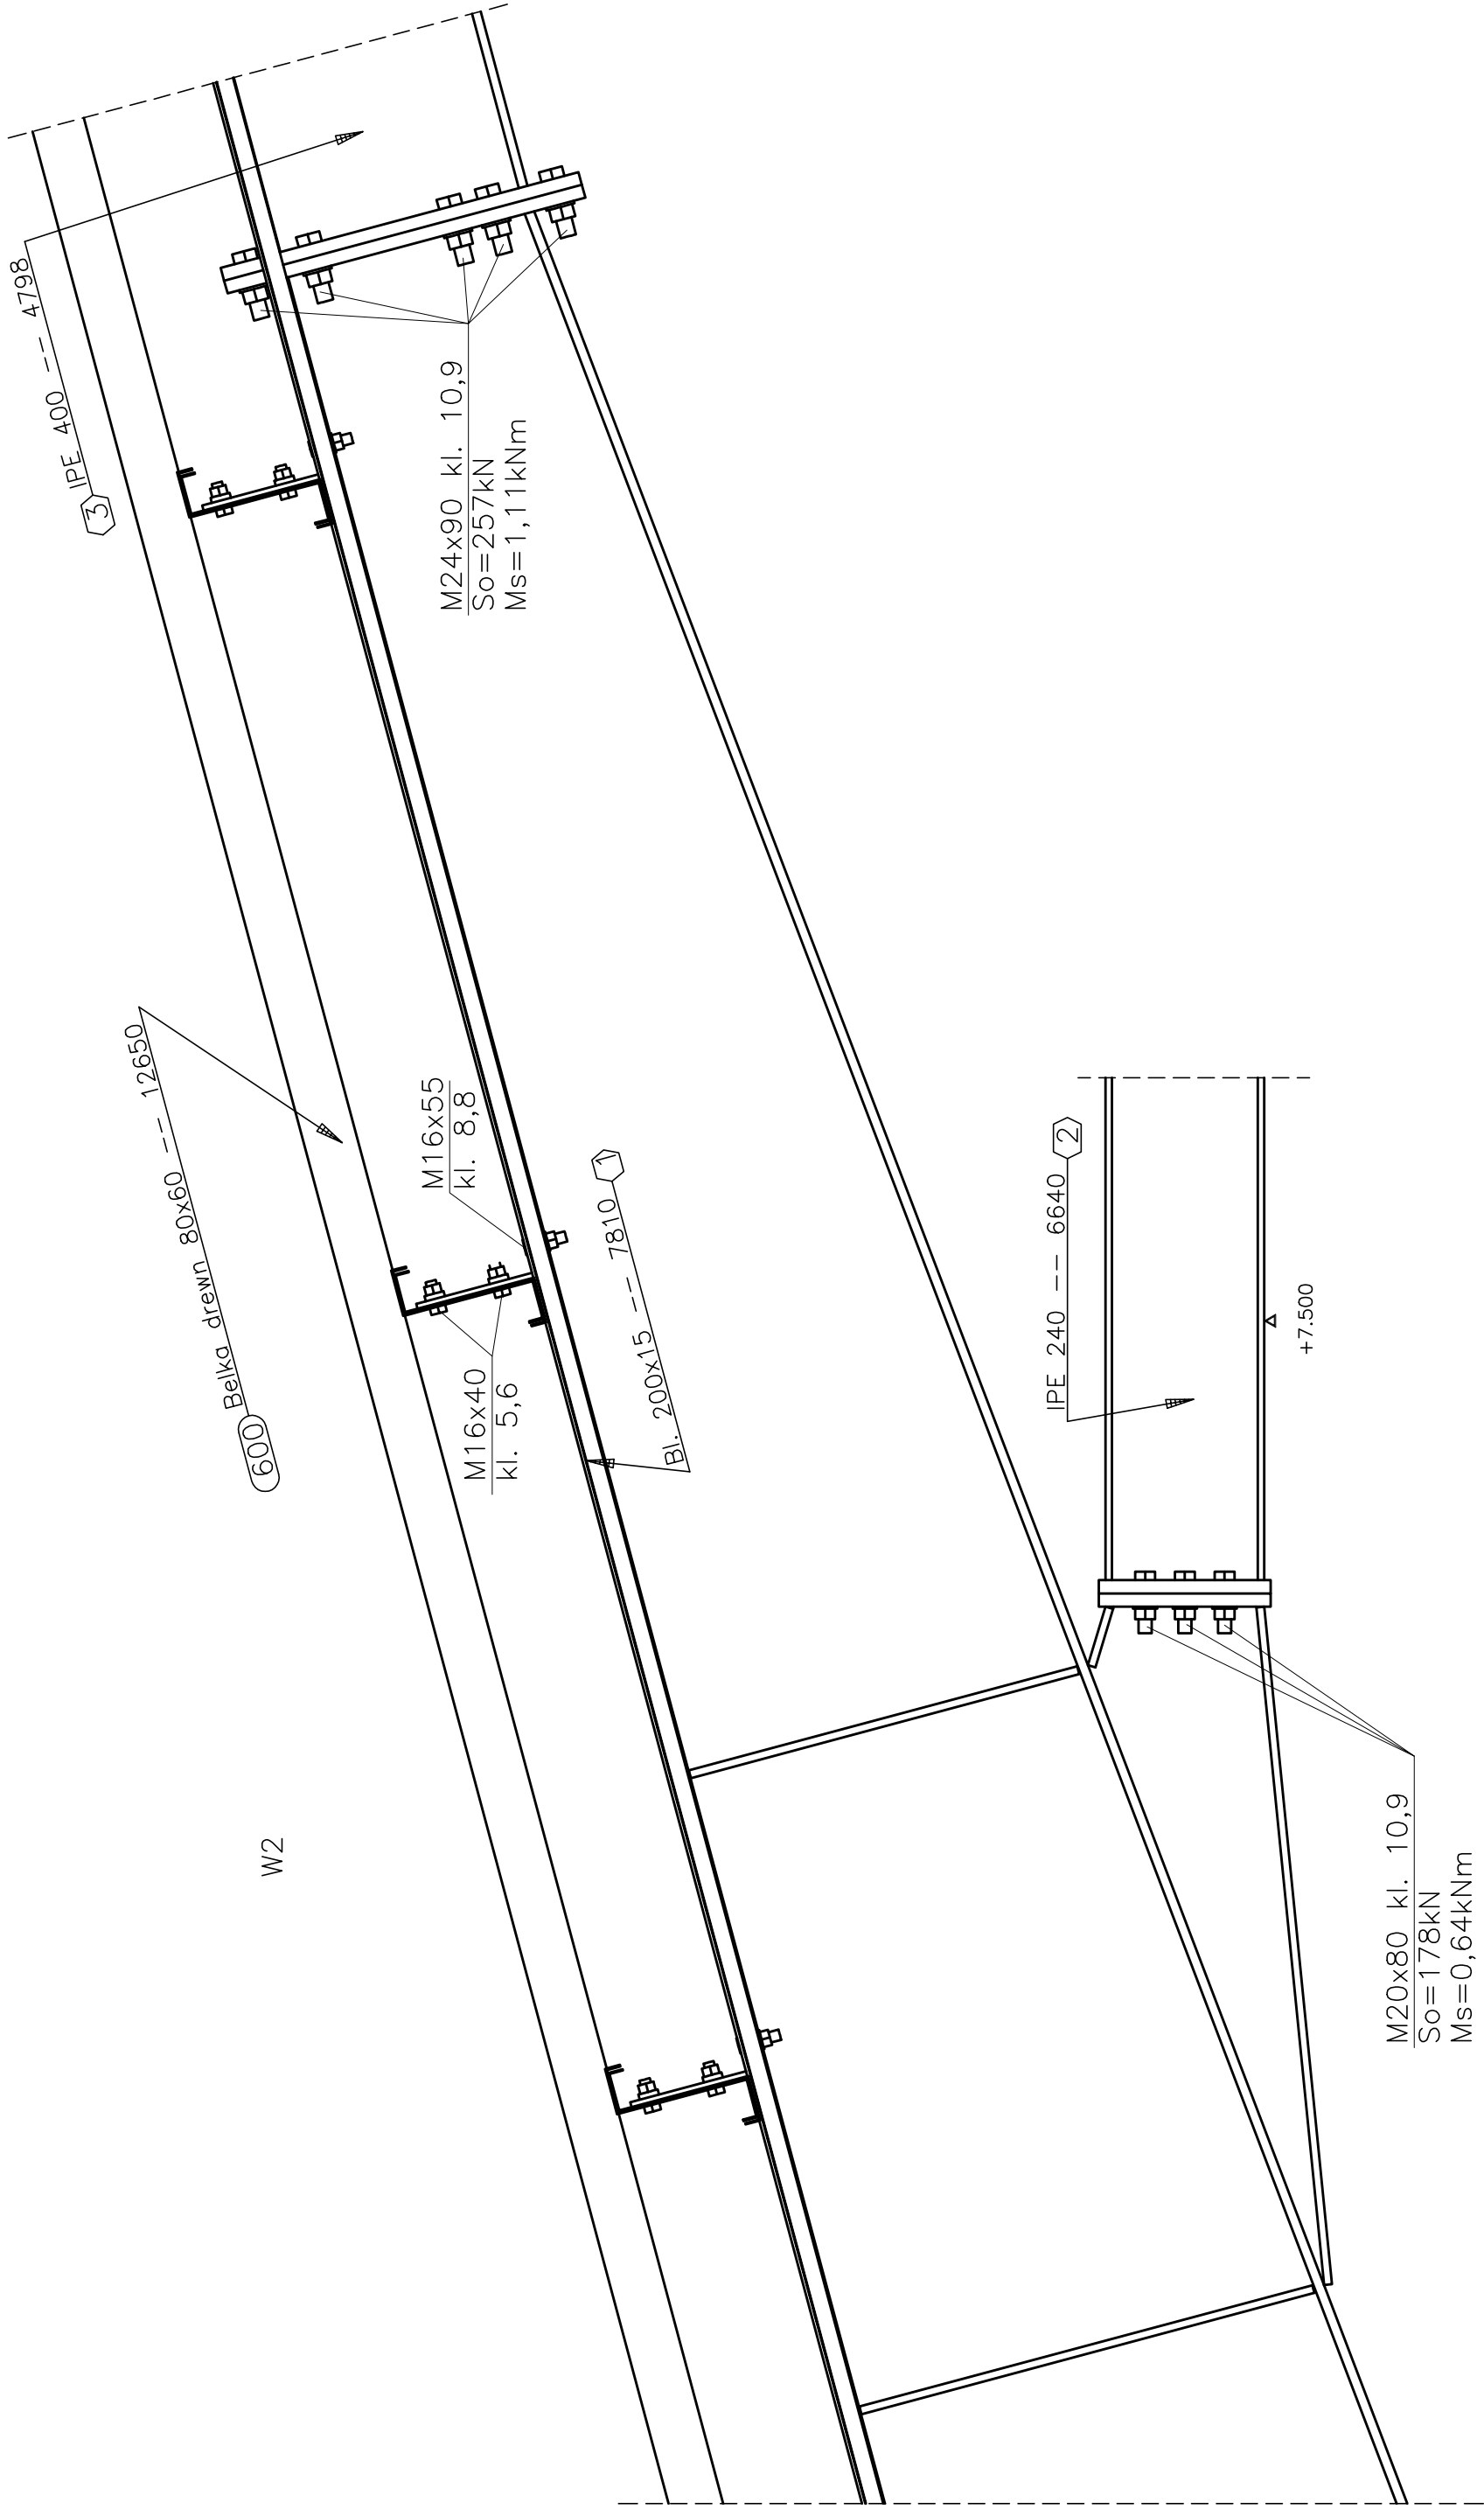 IPE 400 -- 4798
3
M24x90 kl. 10,9
So=257kN
Ms=1,11kNm
Belka drewn 80x60 -- 12650
600
M16x55
kl. 8,8
M16x40
kl. 5,6
Bl. 200x15 -- 7810
1
IPE 240 -- 6640
2
+7.500
W2
M20x80 kl. 10,9
So=178kN
Ms=0,64kNm